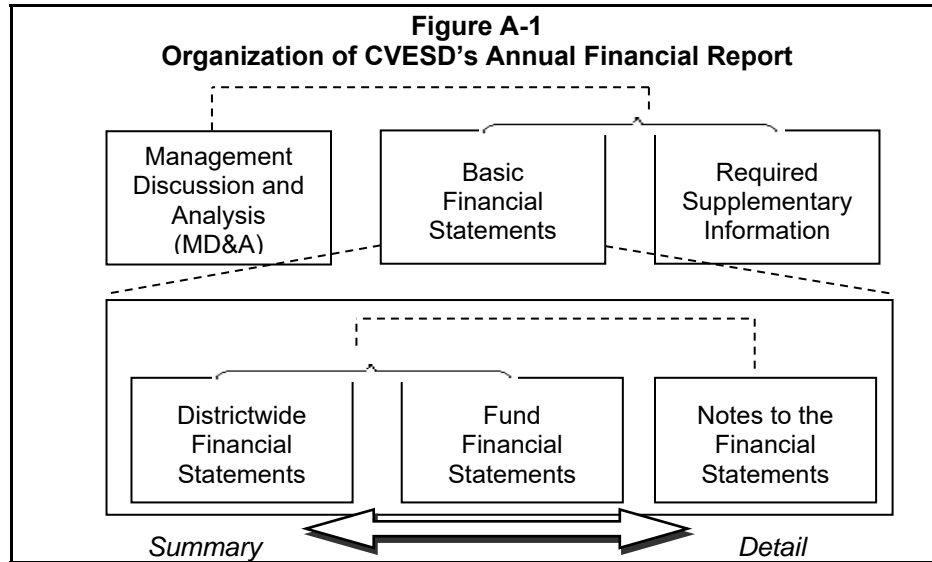 Figure A-1
Organization of CVESD’s Annual Financial Report
Management
Discussion and
Analysis
(MD&A)
Basic
Financial
Statements
Required
Supplementary
Information
Districtwide
Financial
Statements
Fund
Financial
Statements
Notes to the
Financial
Statements
Summary
Detail